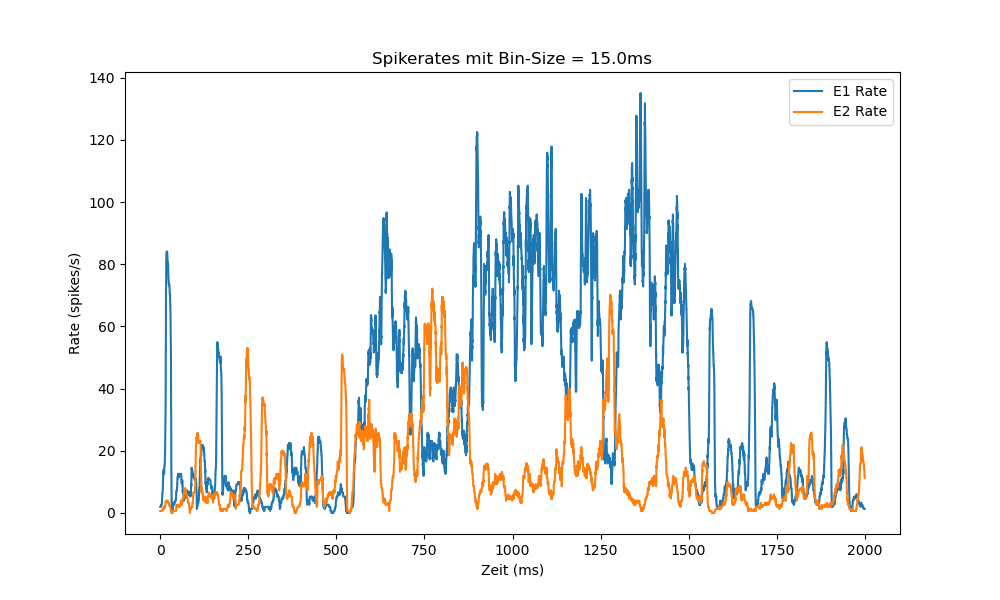 Spikerates mit Bin-Size = 15.0ms
E1 Rate
E2 Rate
Rate (spikes/s)
140
120
100
80
60
40
20
0
0 250 500 750 1000 1250 1500 1750 2000
Zeit (ms)